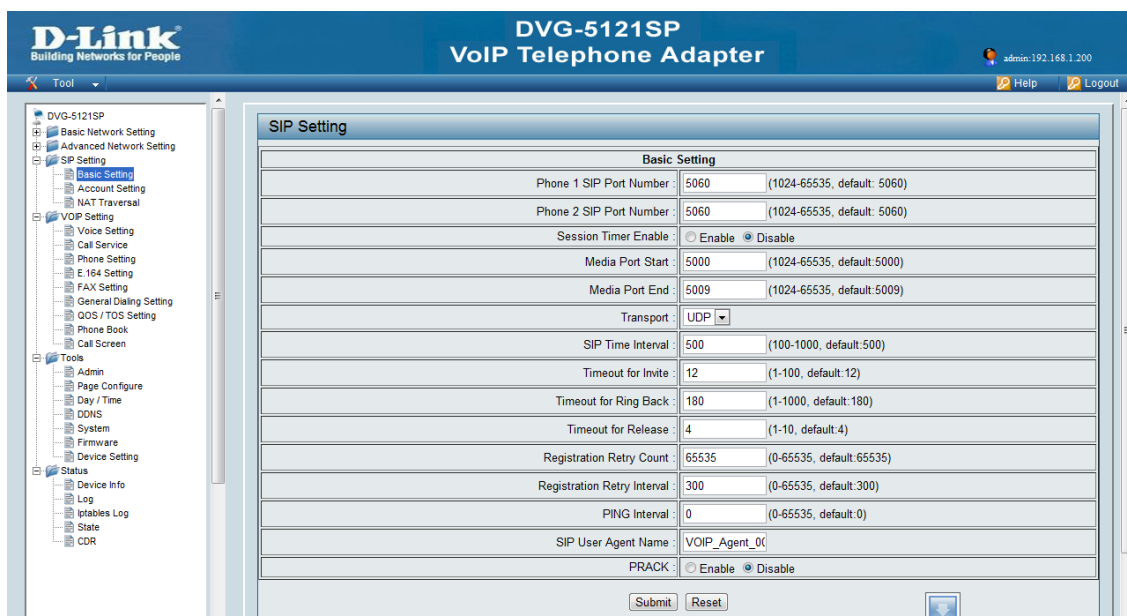 D-Link
Building Networks for People
DVG-5121SP
VoIP Telephone Adapter
admin:192.168.1.200
Tool
Help
Logout
DVG-5121SP
Basic Network Setting
Advanced Network Setting
SIP Setting
Basic Setting
Account Setting
NAT Traversal
VOIP Setting
Voice Setting
Call Service
Phone Setting
E.164 Setting
FAX Setting
General Dialing Setting
QOS / TOS Setting
Phone Book
Call Screen
Tools
Admin
Page Configure
Day / Time
DDNS
System
Firmware
Device Setting
Status
Device Info
Log
Iptables Log
State
CDR
SIP Setting
Basic Setting
Phone 1 SIP Port Number : 5060 (1024-65535, default: 5060)
Phone 2 SIP Port Number : 5060 (1024-65535, default: 5060)
Session Timer Enable : Enable Disable
Media Port Start : 5000 (1024-65535, default:5000)
Media Port End : 5009 (1024-65535, default:5009)
Transport : UDP
SIP Time Interval : 500 (100-1000, default:500)
Timeout for Invite : 12 (1-100, default:12)
Timeout for Ring Back : 180 (1-1000, default:180)
Timeout for Release : 4 (1-10, default:4)
Registration Retry Count : 65535 (0-65535, default:65535)
Registration Retry Interval : 300 (0-65535, default:300)
PING Interval : 0 (0-65535, default:0)
SIP User Agent Name : VOIP_Agent_00
PRACK : Enable Disable
Submit Reset